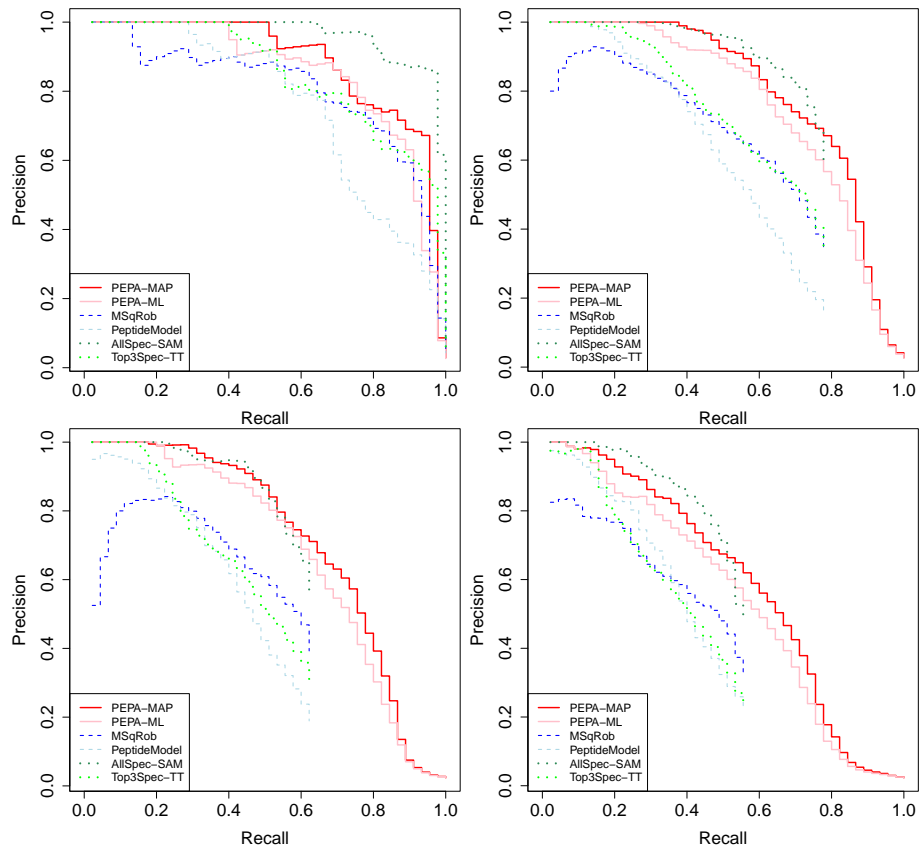 Precision
1.0
0.8
0.6
0.4
0.2
0.0
PEPA-MAP
PEPA-ML
MSqRob
PeptideModel
AllSpec-SAM
Top3Spec-TT
0.0 0.2 0.4 0.6 0.8 1.0
Recall
Precision
1.0
0.8
0.6
0.4
0.2
0.0
PEPA-MAP
PEPA-ML
MSqRob
PeptideModel
AllSpec-SAM
Top3Spec-TT
0.0 0.2 0.4 0.6 0.8 1.0
Recall
Precision
1.0
0.8
0.6
0.4
0.2
0.0
PEPA-MAP
PEPA-ML
MSqRob
PeptideModel
AllSpec-SAM
Top3Spec-TT
0.0 0.2 0.4 0.6 0.8 1.0
Recall
Precision
1.0
0.8
0.6
0.4
0.2
0.0
PEPA-MAP
PEPA-ML
MSqRob
PeptideModel
AllSpec-SAM
Top3Spec-TT
0.0 0.2 0.4 0.6 0.8 1.0
Recall